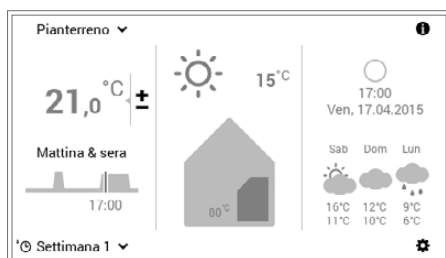 Pianterreno
21,0 °C ±
Mattina & sera
17:00
Settimana 1
15°C
80°C
17:00
Ven, 17.04.2015
Sab Dom Lun
16°C 12°C 9°C
11°C 10°C 6°C